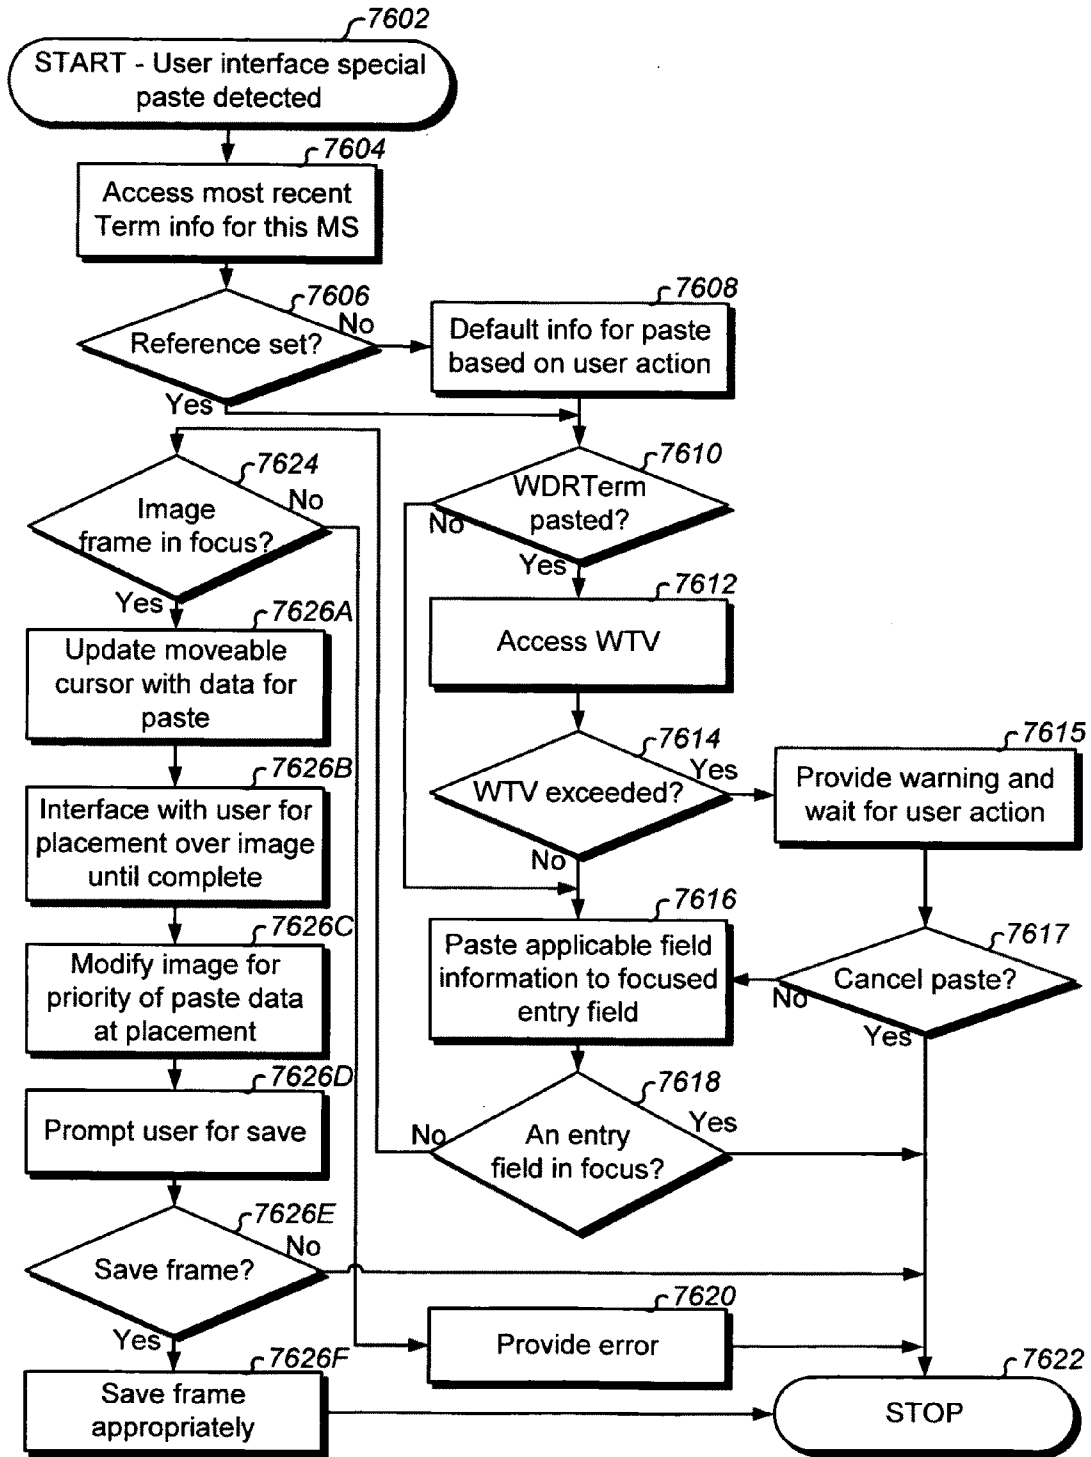 7602
START - User interface special
paste detected
7604
Access most recent
Term info for this MS
7606
Reference set?
No
Yes
7608
Default info for paste
based on user action
7610
WDRTerm
pasted?
No
Yes
7612
Access WTV
7614
WTV exceeded?
Yes
No
7615
Provide warning and
wait for user action
7616
Paste applicable field
information to focused
entry field
7617
Cancel paste?
No
Yes
7618
An entry
field in focus?
Yes
No
7624
Image
frame in focus?
No
Yes
7626A
Update moveable
cursor with data for
paste
7626B
Interface with user for
placement over image
until complete
7626C
Modify image for
priority of paste data
at placement
7626D
Prompt user for save
7626E
Save frame?
No
Yes
7626F
Save frame
appropriately
7620
Provide error
7622
STOP